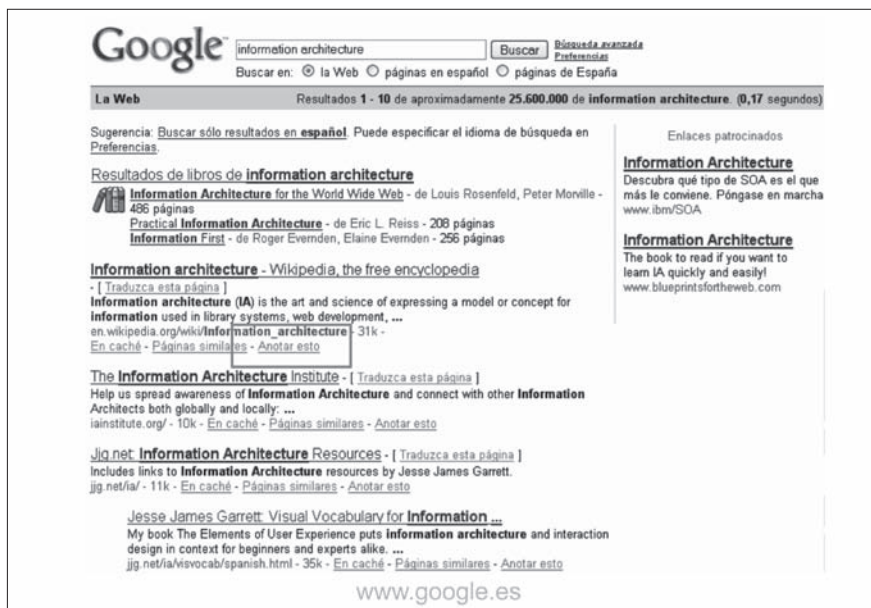 Google™ information architecture Buscar Búsqueda avanzada
Preferencias
Buscar en: la Web páginas en español páginas de España
La Web Resultados 1 - 10 de aproximadamente 25.600.000 de information architecture. (0,17 segundos)
Sugerencia: Buscar sólo resultados en español. Puede especificar el idioma de búsqueda en
Preferencias.
Resultados de libros de information architecture
Information Architecture for the World Wide Web - de Louis Rosenfeld, Peter Morville -
486 páginas
Practical Information Architecture - de Eric L. Reiss - 208 páginas
Information First - de Roger Evernden, Elaine Evernden - 256 páginas
Information architecture - Wikipedia, the free encyclopedia
- [ Traduzca esta página ]
Information architecture (IA) is the art and science of expressing a model or concept for
information used in library systems, web development, ...
en.wikipedia.org/wiki/Information_architecture - 31k -
En caché - Páginas similares - Anotar esto
The Information Architecture Institute - [ Traduzca esta página ]
Help us spread awareness of Information Architecture and connect with other Information
Architects both globally and locally: ...
iainstitute.org/ - 10k - En caché - Páginas similares - Anotar esto
Jjg.net: Information Architecture Resources - [ Traduzca esta página ]
Includes links to Information Architecture resources by Jesse James Garrett.
jjg.net/ia/ - 11k - En caché - Páginas similares - Anotar esto
Jesse James Garrett: Visual Vocabulary for Information ...
My book The Elements of User Experience puts information architecture and interaction
design in context for beginners and experts alike. ...
jjg.net/ia/visvocab/spanish.html - 35k - En caché - Páginas similares - Anotar esto
Enlaces patrocinados
Information Architecture
Descubra qué tipo de SOA es el que
más le conviene. Póngase en marcha
www.ibm/SOA
Information Architecture
The book to read if you want to
learn IA quickly and easily!
www.blueprintsfortheweb.com
www.google.es